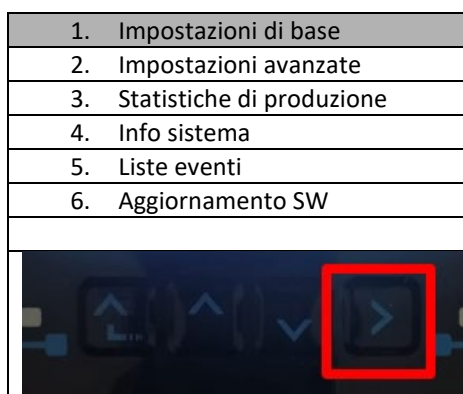 1. Impostazioni di base
2. Impostazioni avanzate
3. Statistiche di produzione
4. Info sistema
5. Liste eventi
6. Aggiornamento SW